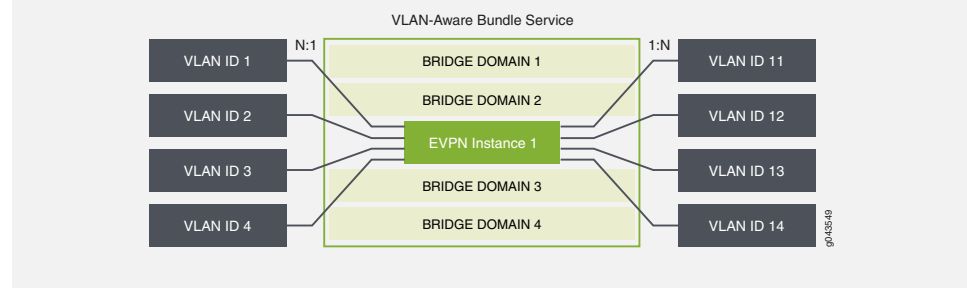 VLAN-Aware Bundle Service
N:1
1:N
VLAN ID 1
BRIDGE DOMAIN 1
VLAN ID 11
BRIDGE DOMAIN 2
VLAN ID 2
VLAN ID 12
EVPN Instance 1
VLAN ID 3
VLAN ID 13
BRIDGE DOMAIN 3
VLAN ID 4
BRIDGE DOMAIN 4
VLAN ID 14
g043549